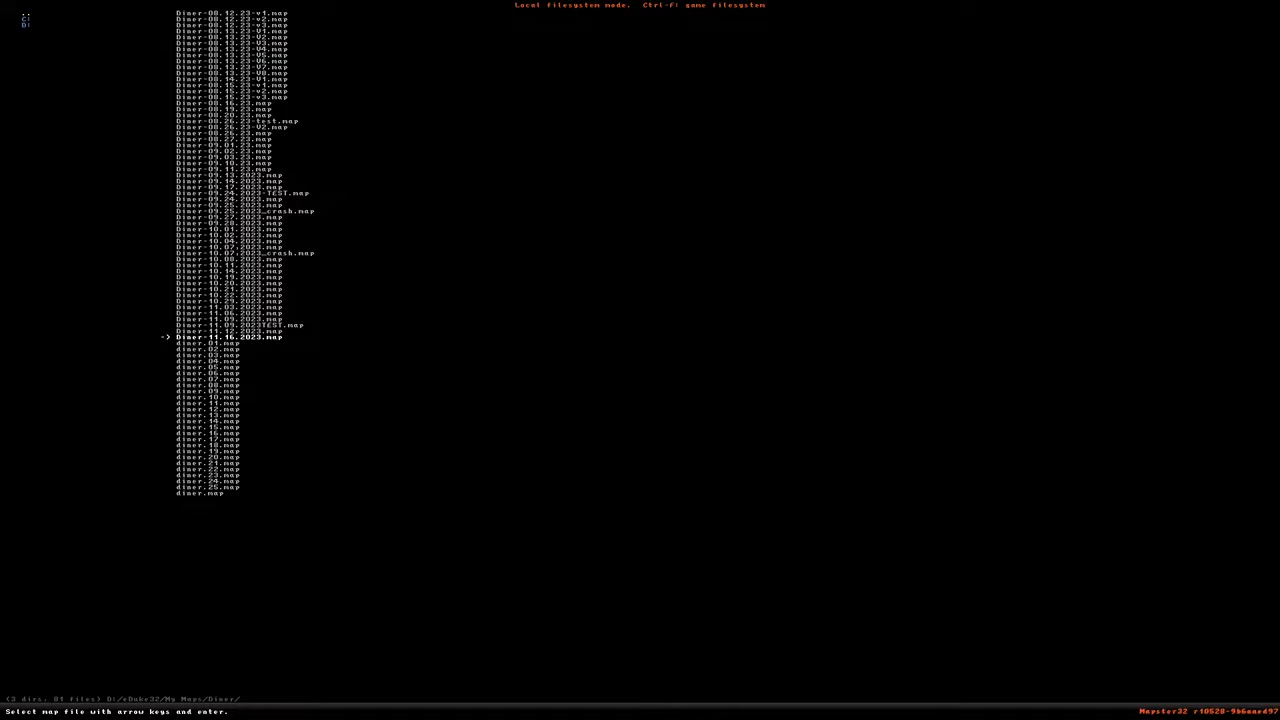 Local filesystem mode. Ctrl-F: game filesystem
..
C:
D:
Diner-08.12.23-v1.map
Diner-08.12.23-v2.map
Diner-08.12.23-v3.map
Diner-08.13.23-V1.map
Diner-08.13.23-V2.map
Diner-08.13.23-V3.map
Diner-08.13.23-V4.map
Diner-08.13.23-V5.map
Diner-08.13.23-V6.map
Diner-08.13.23-V7.map
Diner-08.13.23-V8.map
Diner-08.14.23-V1.map
Diner-08.15.23-v1.map
Diner-08.15.23-v2.map
Diner-08.15.23-v3.map
Diner-08.16.23.map
Diner-08.19.23.map
Diner-08.20.23.map
Diner-08.26.23-test.map
Diner-08.26.23-V2.map
Diner-08.26.23.map
Diner-08.27.23.map
Diner-09.01.23.map
Diner-09.02.23.map
Diner-09.03.23.map
Diner-09.10.23.map
Diner-09.11.23.map
Diner-09.13.2023.map
Diner-09.14.2023.map
Diner-09.17.2023.map
Diner-09.24.2023-TEST.map
Diner-09.24.2023.map
Diner-09.25.2023.map
Diner-09.25.2023_crash.map
Diner-09.27.2023.map
Diner-09.28.2023.map
Diner-10.01.2023.map
Diner-10.02.2023.map
Diner-10.04.2023.map
Diner-10.07.2023.map
Diner-10.07.2023_crash.map
Diner-10.08.2023.map
Diner-10.11.2023.map
Diner-10.14.2023.map
Diner-10.19.2023.map
Diner-10.20.2023.map
Diner-10.21.2023.map
Diner-10.22.2023.map
Diner-10.29.2023.map
Diner-11.03.2023.map
Diner-11.06.2023.map
Diner-11.09.2023.map
Diner-11.09.2023TEST.map
Diner-11.12.2023.map
-> Diner-11.16.2023.map
diner.01.map
diner.02.map
diner.03.map
diner.04.map
diner.05.map
diner.06.map
diner.07.map
diner.08.map
diner.09.map
diner.10.map
diner.11.map
diner.12.map
diner.13.map
diner.14.map
diner.15.map
diner.16.map
diner.17.map
diner.18.map
diner.19.map
diner.20.map
diner.21.map
diner.22.map
diner.23.map
diner.24.map
diner.25.map
diner.map
(3 dirs, 81 files) D:/eDuke32/My Maps/Diner/
Select map file with arrow keys and enter.
Mapster32 r10528-9b6aaed97